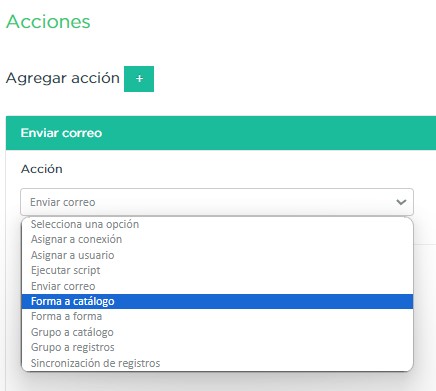 Acciones
Agregar acción +
Enviar correo
Acción
Enviar correo
Selecciona una opción
Asignar a conexión
Asignar a usuario
Ejecutar script
Enviar correo
Forma a catálogo
Forma a forma
Grupo a catálogo
Grupo a registros
Sincronización de registros